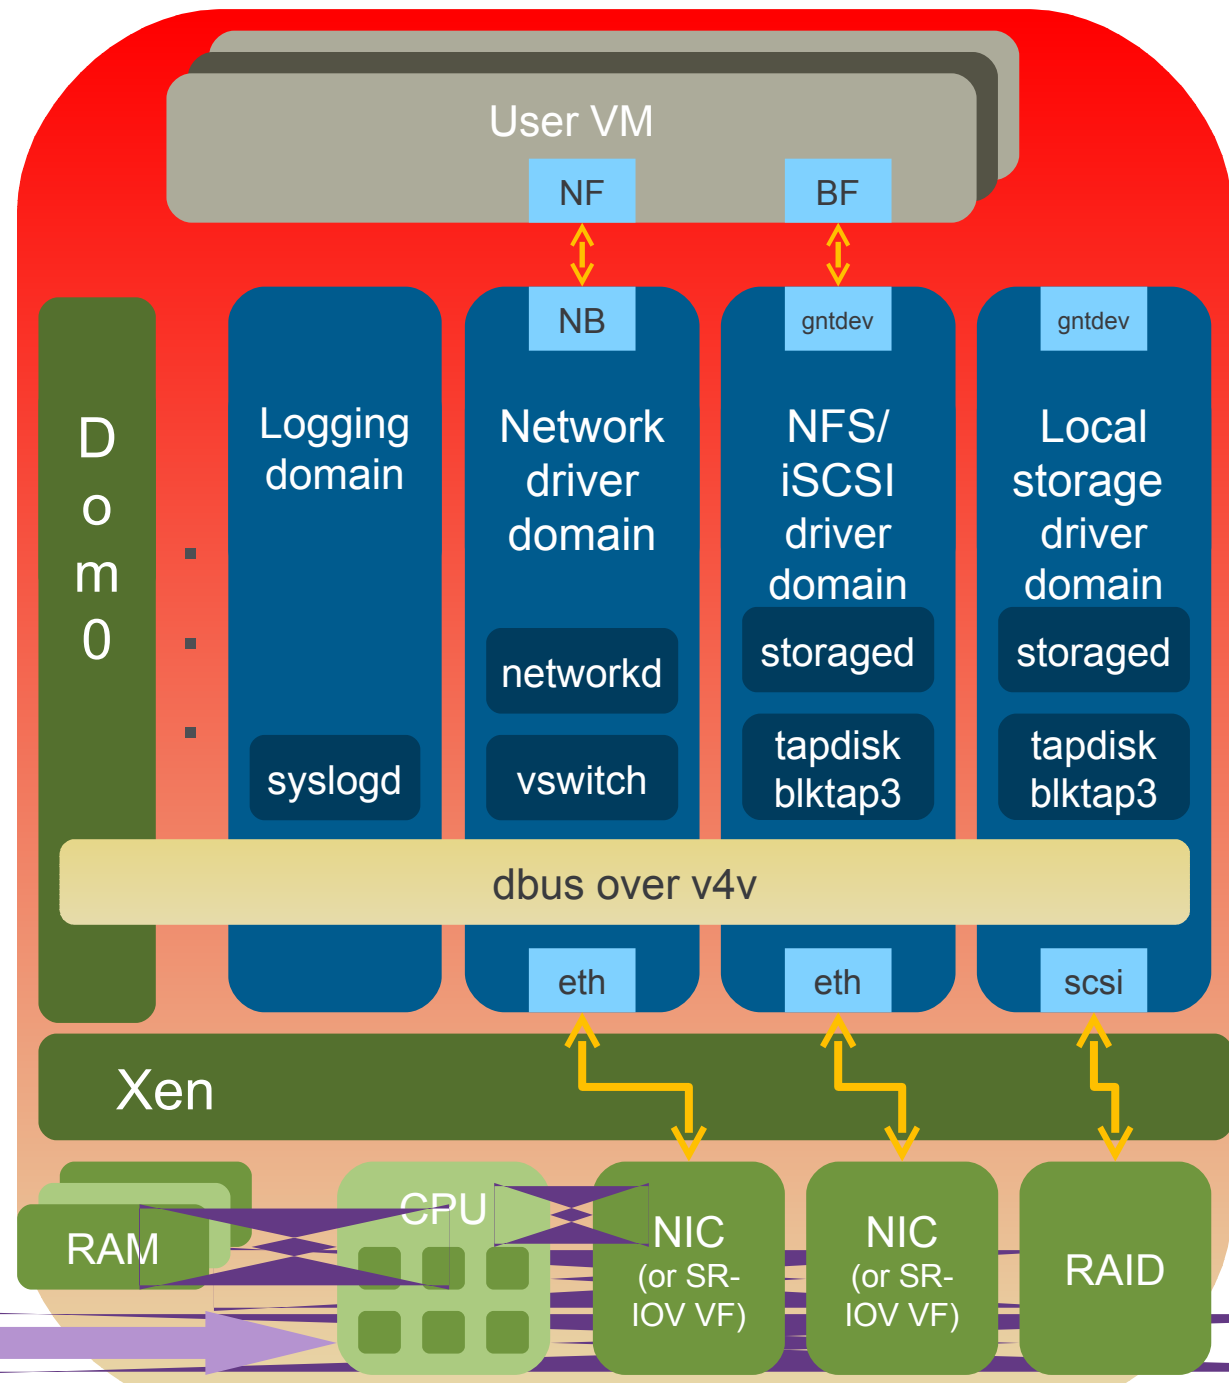 User VM
NF
BF
NB
gntdev
gntdev
D
o
m
0
Logging
domain
Network
driver
domain
NFS/
iSCSI
driver
domain
Local
storage
driver
domain
networkd
storaged
storaged
syslogd
vswitch
tapdisk
blktap3
tapdisk
blktap3
dbus over v4v
eth
eth
scsi
Xen
RAM
CPU
NIC
(or SR-
IOV VF)
NIC
(or SR-
IOV VF)
RAID